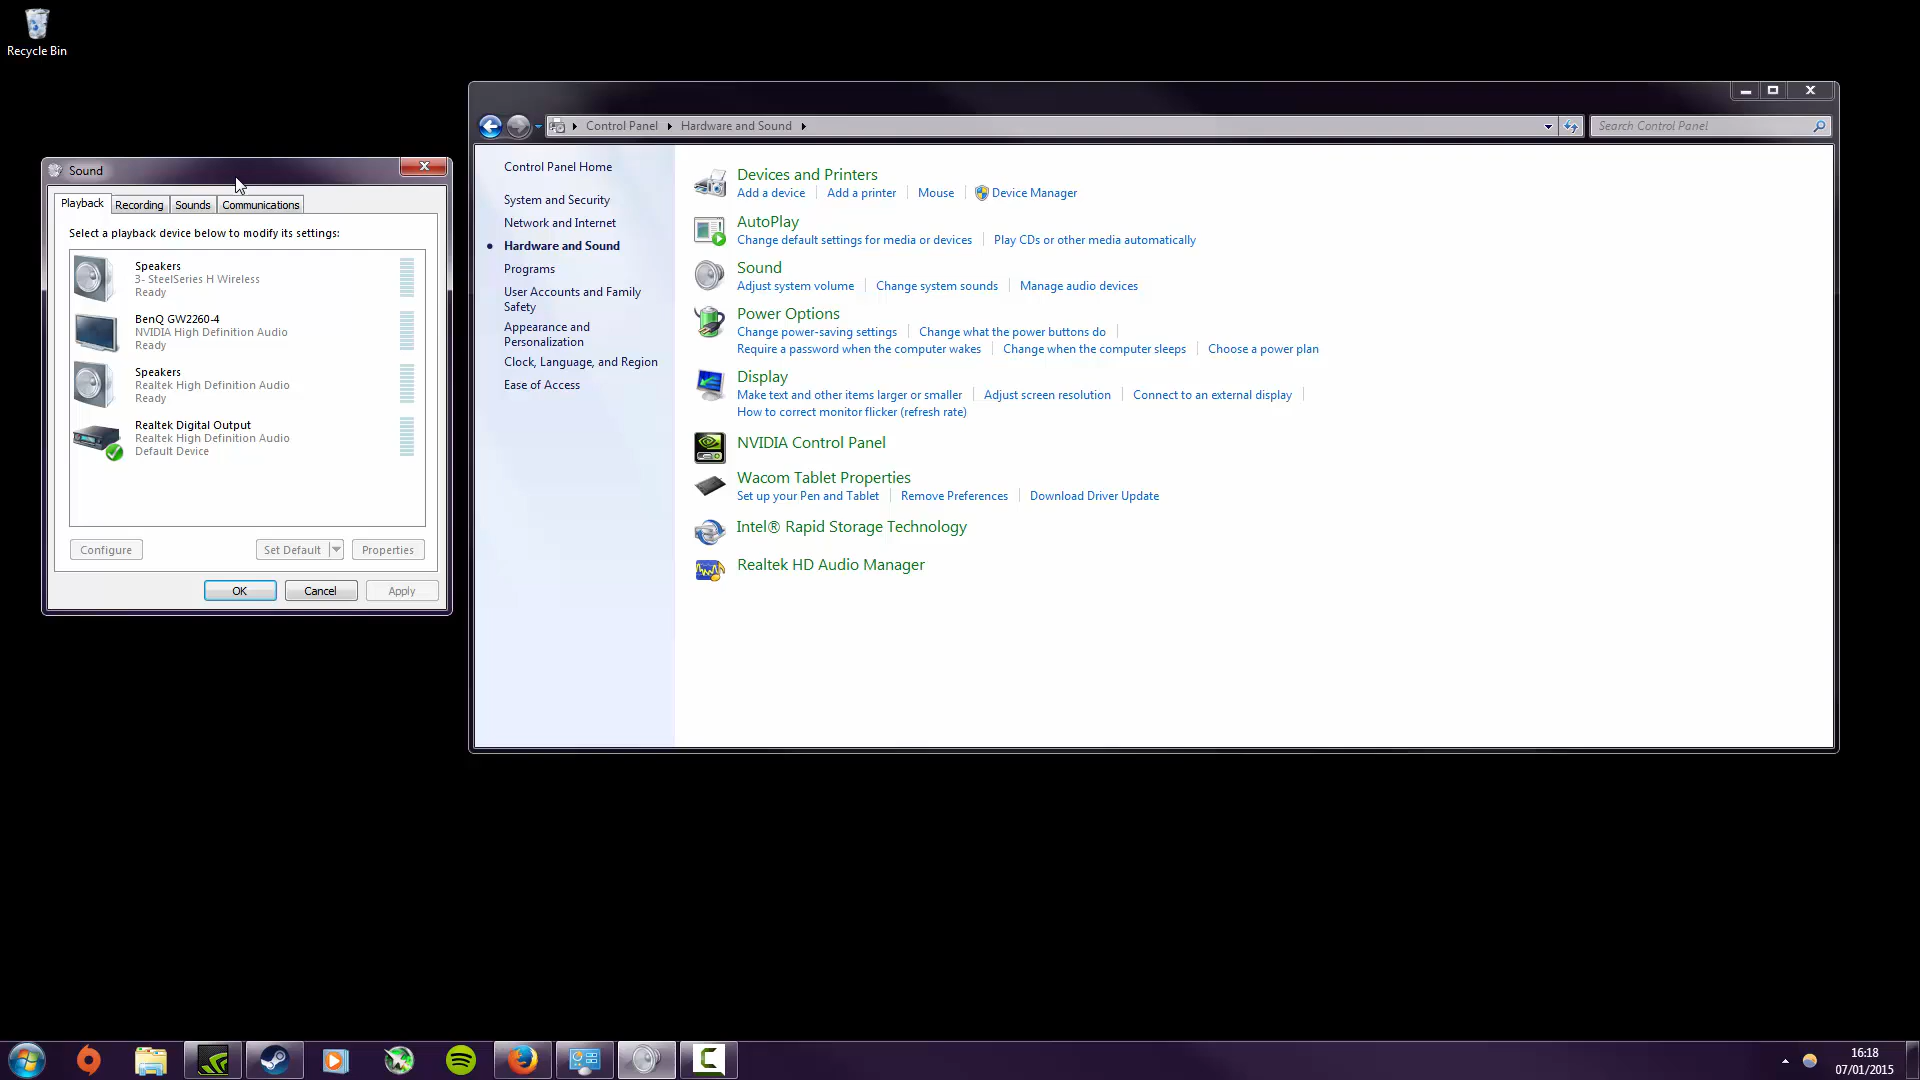 Recycle Bin
Control Panel
Hardware and Sound
Search Control Panel
Sound
Playback
Recording
Sounds
Communications
Select a playback device below to modify its settings:
Speakers
3- SteelSeries H Wireless
Ready
BenQ GW2260-4
NVIDIA High Definition Audio
Ready
Speakers
Realtek High Definition Audio
Ready
Realtek Digital Output
Realtek High Definition Audio
Default Device
Configure
Set Default
Properties
OK
Cancel
Apply
Control Panel Home
System and Security
Network and Internet
Hardware and Sound
Programs
User Accounts and Family
Safety
Appearance and
Personalization
Clock, Language, and Region
Ease of Access
Devices and Printers
Add a device
Add a printer
Mouse
Device Manager
AutoPlay
Change default settings for media or devices
Play CDs or other media automatically
Sound
Adjust system volume
Change system sounds
Manage audio devices
Power Options
Change power-saving settings
Change what the power buttons do
Require a password when the computer wakes
Change when the computer sleeps
Choose a power plan
Display
Make text and other items larger or smaller
Adjust screen resolution
Connect to an external display
How to correct monitor flicker (refresh rate)
NVIDIA Control Panel
Wacom Tablet Properties
Set up your Pen and Tablet
Remove Preferences
Download Driver Update
Intel® Rapid Storage Technology
Realtek HD Audio Manager
16:18
07/01/2015